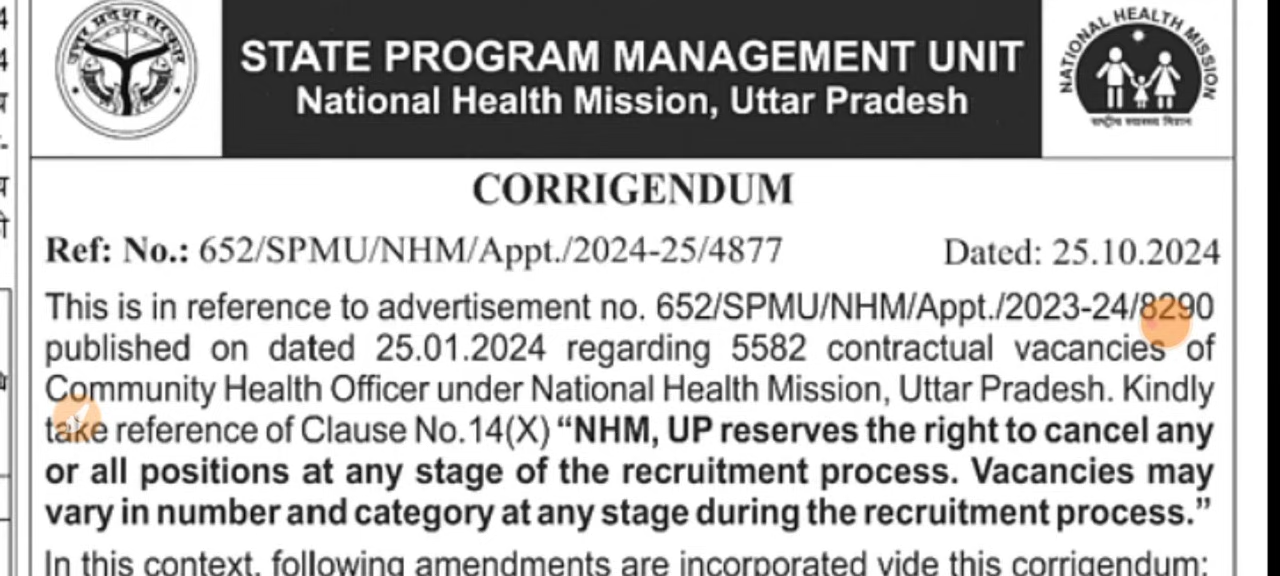 उत्तर प्रदेश सरकार
STATE PROGRAM MANAGEMENT UNIT
National Health Mission, Uttar Pradesh
NATIONAL HEALTH MISSION
राष्ट्रीय स्वास्थ्य मिशन
CORRIGENDUM
Ref: No.: 652/SPMU/NHM/Appt./2024-25/4877 Dated: 25.10.2024
This is in reference to advertisement no. 652/SPMU/NHM/Appt./2023-24/8290
published on dated 25.01.2024 regarding 5582 contractual vacancies of
Community Health Officer under National Health Mission, Uttar Pradesh. Kindly
take reference of Clause No.14(X) “NHM, UP reserves the right to cancel any
or all positions at any stage of the recruitment process. Vacancies may
vary in number and category at any stage during the recruitment process.”
In this context, following amendments are incorporated vide this corrigendum: